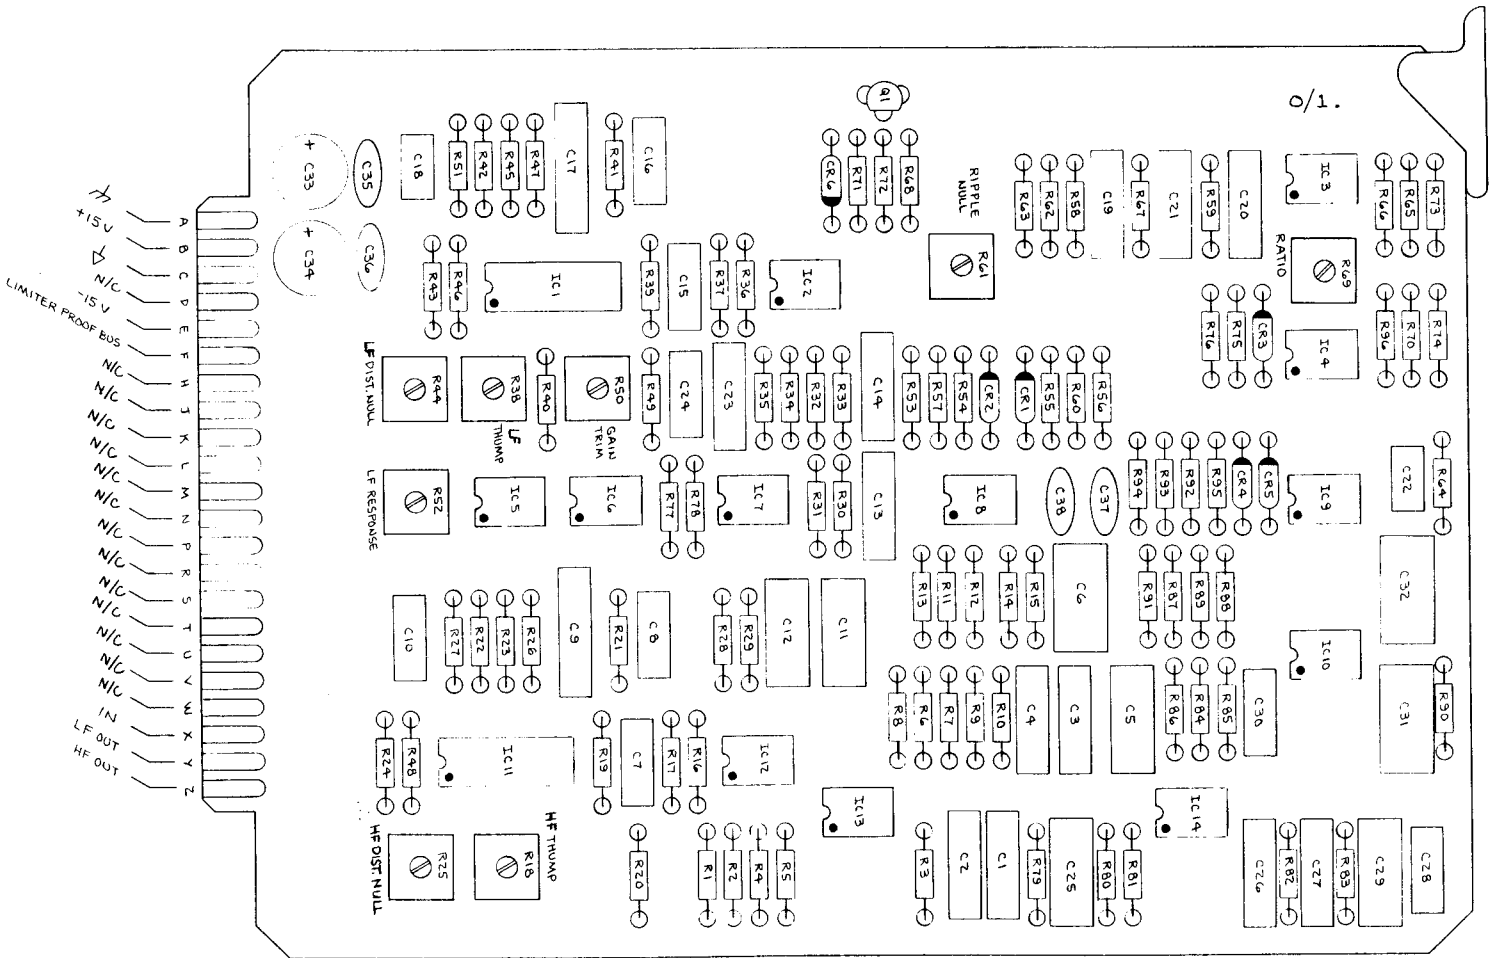 O/1.
Q1
C33
C35
C18
R51
R42
R45
R47
C17
R41
C16
CR6
R71
R72
R68
RIPPLE
NULL
R61
R63
R62
R58
C19
R67
C21
R59
C20
IC3
R66
R65
R73
C34
C36
R43
R46
IC1
R39
C15
R37
R36
IC2
RATIO
R69
R76
R75
CR3
IC4
R96
R70
R74
LF DIST. NULL
R44
R38
LF
THUMP
R40
R50
GAIN
TRIM
R49
C24
C23
R35
R34
R32
R33
C14
R53
R57
R54
CR2
CR1
R55
R60
R56
LF RESPONSE
R52
IC5
IC6
R77
R78
IC7
R31
R30
C13
IC8
C38
C37
R94
R93
R92
R95
CR4
CR5
IC9
C22
R64
C10
R27
R22
R23
R26
C9
R21
C8
R28
R29
C12
C11
R13
R11
R12
R14
R15
C6
R91
R87
R89
R88
IC10
C32
R24
R48
IC11
R19
C7
R17
R16
IC12
R8
R6
R7
R9
R10
C4
C3
C5
R86
R84
R85
C30
C31
R90
HF DIST. NULL
R25
R18
HF THUMP
R20
R1
R2
R4
R5
IC13
R3
C2
C1
R79
C25
R80
R81
IC14
C26
R82
C27
R83
C29
C28
A
+15V B
C
N/C D
-15V E
LIMITER PROOF BUS F
N/C H
N/C J
N/C K
N/C L
N/C M
N/C N
N/C P
N/C R
N/C S
N/C T
N/C U
N/C V
N/C W
IN X
LF OUT Y
HF OUT Z